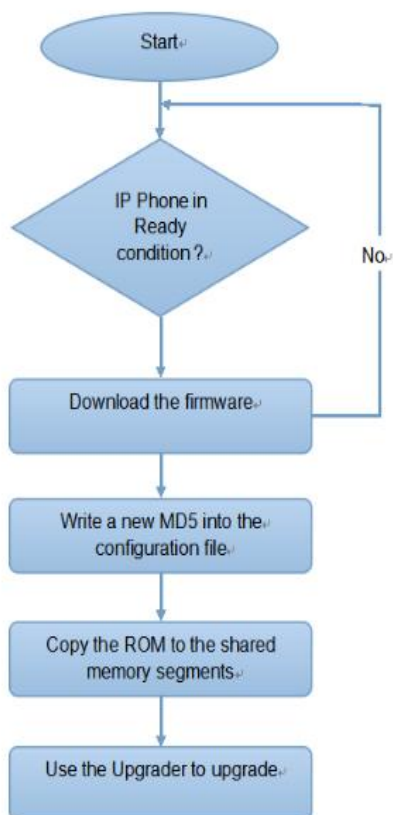 Start
IP Phone in
Ready
condition ?
No
Download the firmware
Write a new MD5 into the
configuration file
Copy the ROM to the shared
memory segments
Use the Upgrader to upgrade